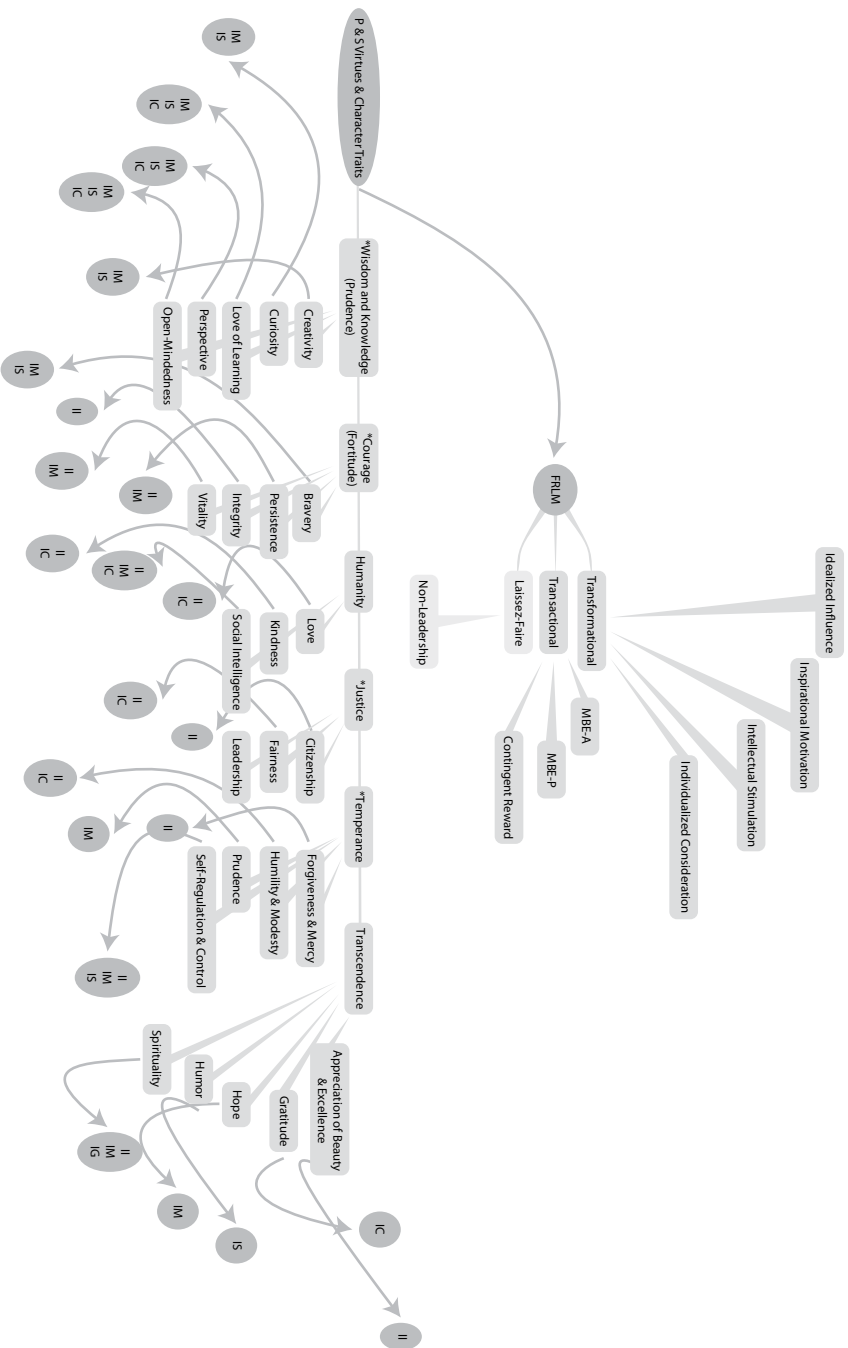 Idealized Influence
Inspirational Motivation
Intellectual Stimulation
Individualized Consideration
FRLM
Transformational
Transactional
Laissez-Faire
MBE-A
MBE-P
Contingent Reward
Non-Leadership
P & S Virtues & Character Traits
*Wisdom and Knowledge
(Prudence)
*Courage
(Fortitude)
Humanity
*Justice
*Temperance
Transcendence
Creativity
Curiosity
Love of Learning
Perspective
Open-Mindedness
Bravery
Persistence
Integrity
Vitality
Love
Kindness
Social Intelligence
Citizenship
Fairness
Leadership
Forgiveness & Mercy
Humility & Modesty
Prudence
Self-Regulation & Control
Appreciation of Beauty
& Excellence
Gratitude
Hope
Humor
Spirituality
IM
IS
IM
IS
IC
IM
IS
IC
IM
IS
IC
IM
IS
IM
IS
II
II
IM
II
IM
II
IC
II
IM
IC
II
IC
II
IC
II
II
IC
IM
II
II
IM
IS
II
IM
IG
IM
IS
IC
II